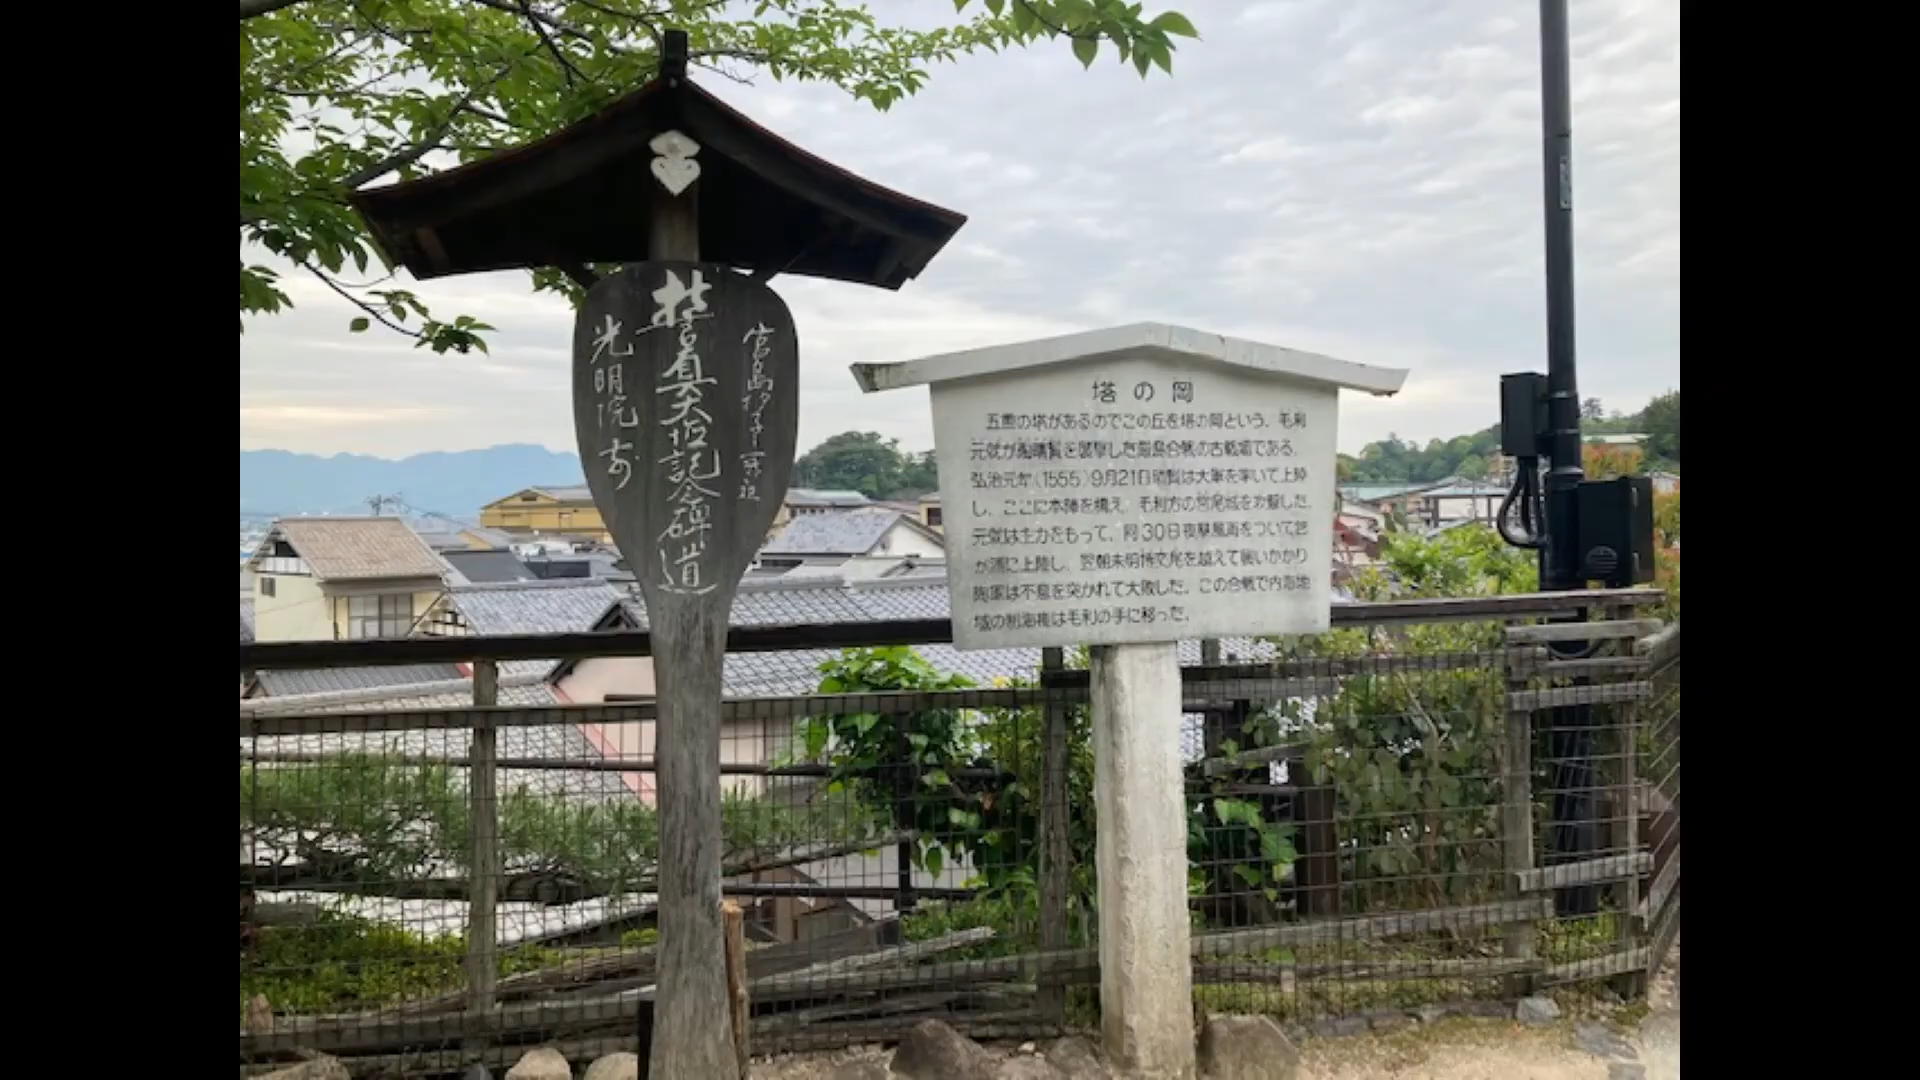 宮島杓子元祖
誓真大徳記念碑道
光明院
塔の岡
五重の塔があるのでこの丘を塔の岡という。毛利
元就が陶晴賢を襲撃した厳島合戦の古戦場である。
弘治元年(1555)9月21日晴賢は大軍を率いて上陸
し、ここに本陣を構え、毛利方の宮尾城を攻撃した。
元就は主力をもって、同30日夜暴風雨をついて包
が浦に上陸し、翌朝未明博奕尾を越えて襲いかかり
陶軍は不意を突かれて大敗した。この合戦で内海地
域の制海権は毛利の手に移った。